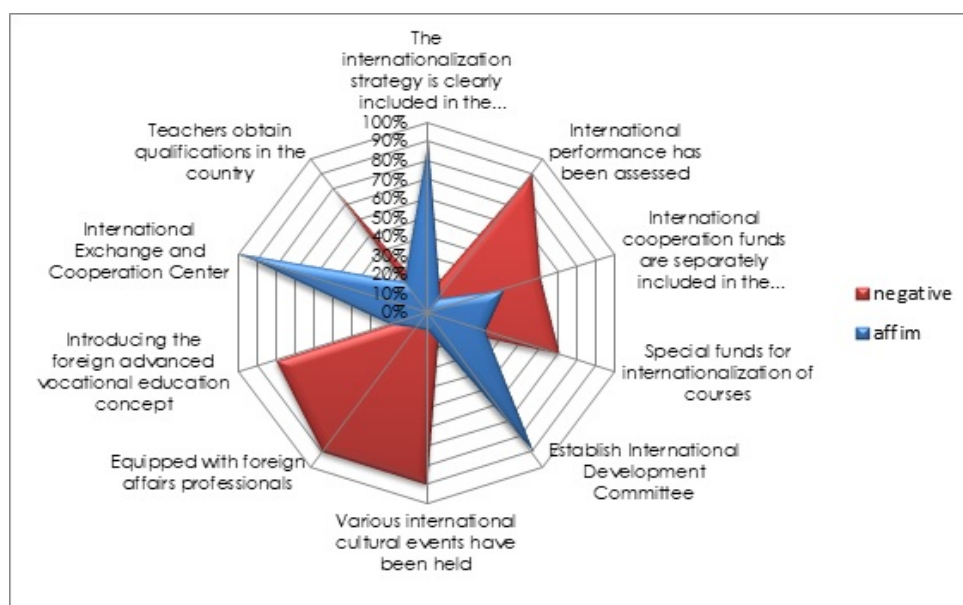 The
internationalization
strategy is clearly
included in the...
100%
90%
80%
70%
60%
50%
40%
30%
20%
10%
0%
International
performance has
been assessed
International
cooperation funds
are separately
included in the...
Special funds for
internationalization of
courses
Establish International
Development
Committee
Various international
cultural events have
been held
Equipped with foreign
affairs professionals
Introducing the
foreign advanced
vocational education
concept
International
Exchange and
Cooperation Center
Teachers obtain
qualifications in the
country
negative
affim